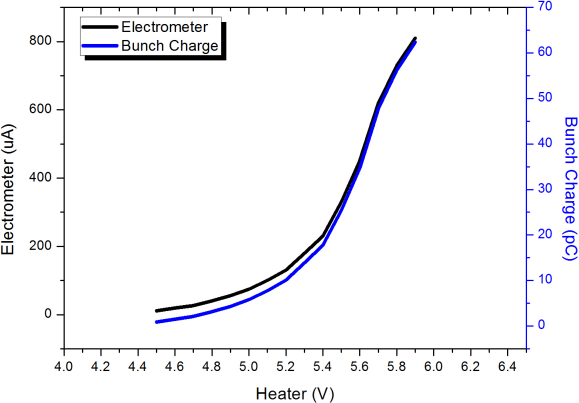 Electrometer
Bunch Charge
800
600
400
200
0
Electrometer (uA)
70
60
50
40
30
20
10
0
Bunch Charge (pC)
4.0 4.2 4.4 4.6 4.8 5.0 5.2 5.4 5.6 5.8 6.0 6.2 6.4
Heater (V)